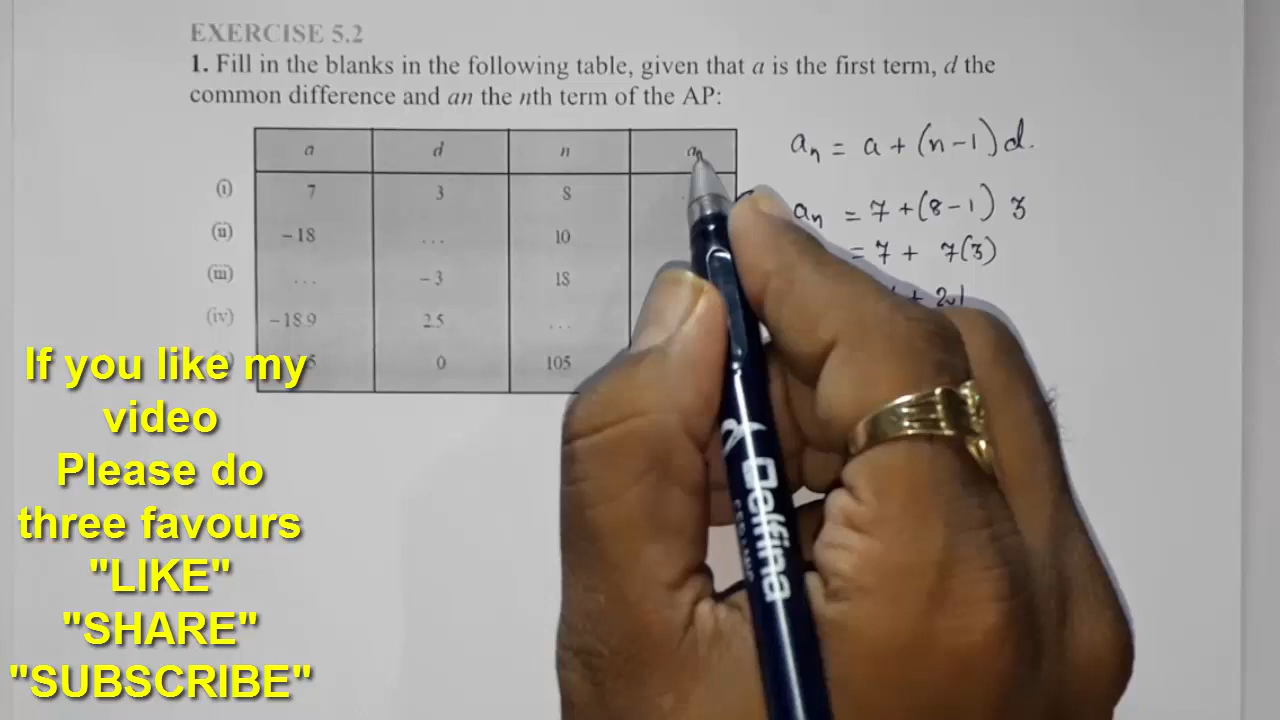 EXERCISE 5.2
1. Fill in the blanks in the following table, given that a is the first term, d the
common difference and an the nth term of the AP:
a d n an
(i) 7 3 8
(ii) -18 ... 10
(iii) ... -3 18
(iv) -18.9 2.5 ...
0 105
an = a + (n-1) d.
an = 7 + (8-1) 3
= 7 + 7(3)
+ 21
If you like my
video
Please do
three favours
"LIKE"
"SHARE"
"SUBSCRIBE"
Delfina